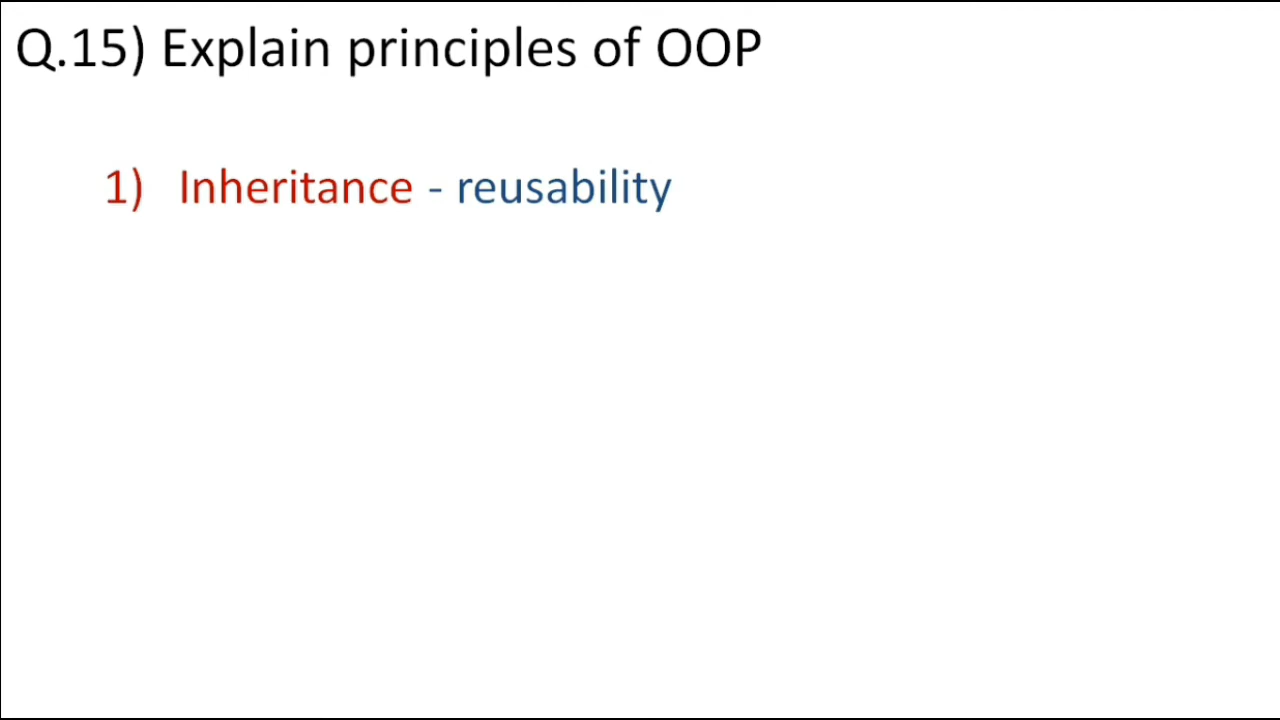 Q.15) Explain principles of OOP
1) Inheritance - reusability